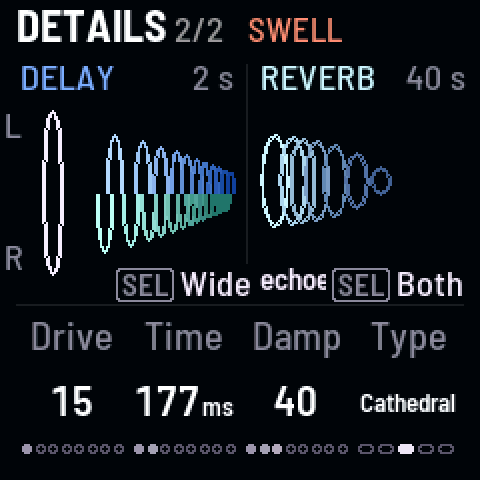 DETAILS 2/2 SWELL
DELAY 2 s REVERB 40 s
L
R
SEL Wide echoe SEL Both
Drive Time Damp Type
15 177ms 40 Cathedral